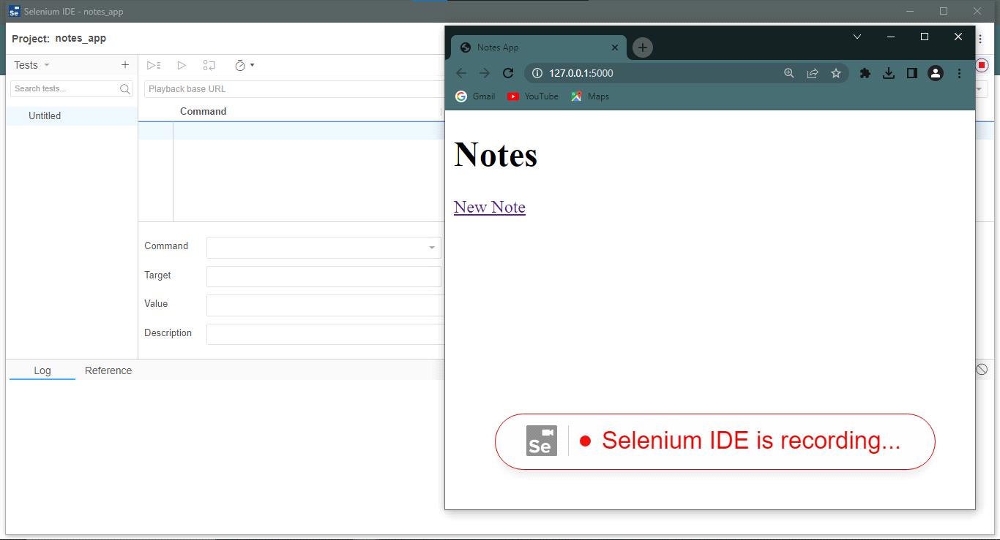 Se Selenium IDE - notes_app
Project: notes_app
Tests
Search tests...
Untitled
Playback base URL
Command
Command
Target
Value
Description
Log Reference
Notes App
127.0.0.1:5000
Gmail YouTube Maps
Notes
New Note
Se Selenium IDE is recording...